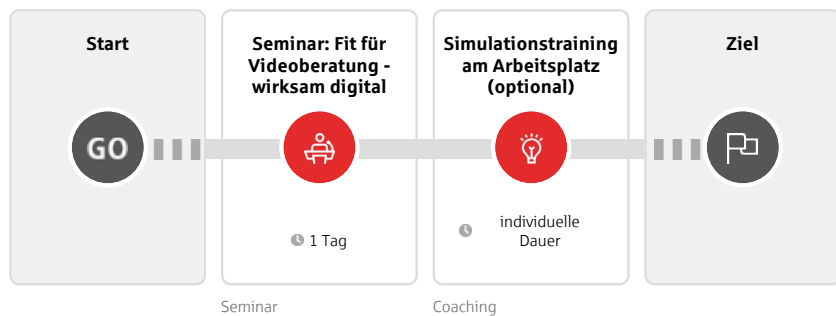 Start
GO
Seminar: Fit für
Videoberatung -
wirksam digital
1 Tag
Seminar
Simulationstraining
am Arbeitsplatz
(optional)
individuelle
Dauer
Coaching
Ziel